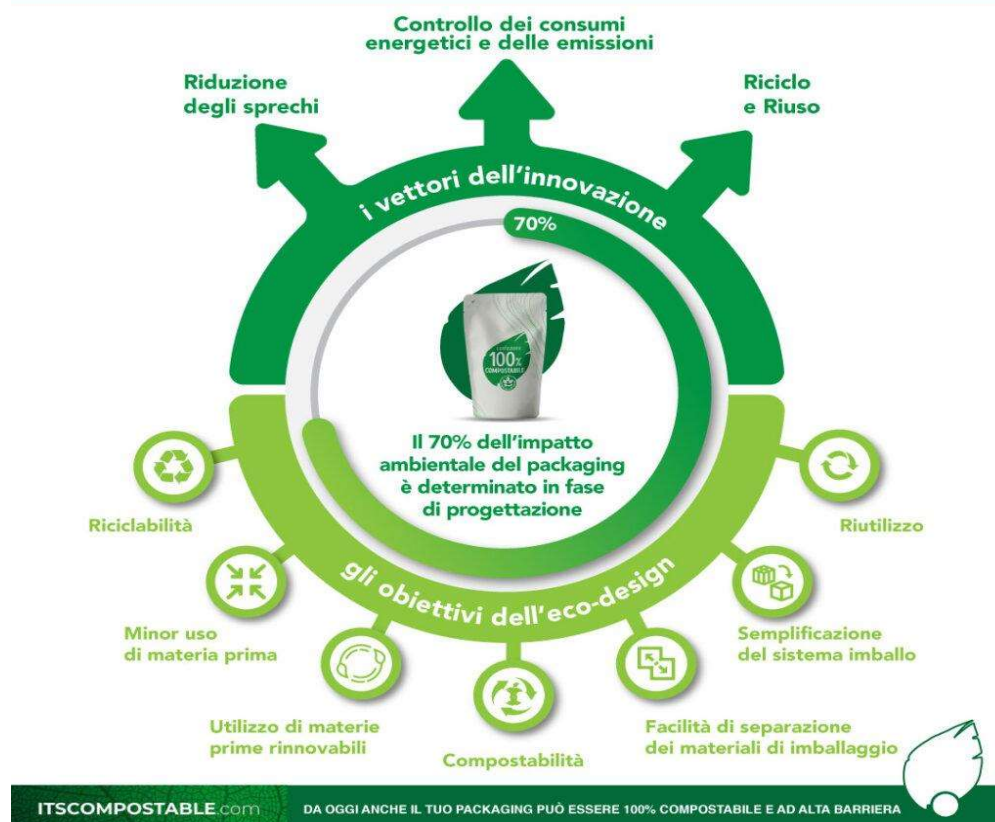 Controllo dei consumi
energetici e delle emissioni
Riduzione
degli sprechi
Riciclo
e Riuso
i vettori dell'innovazione
70%
100%
COMPOSTABILE
Il 70% dell'impatto
ambientale del packaging
è determinato in fase
di progettazione
gli obiettivi dell'eco-design
Riciclabilità
Minor uso
di materia prima
Utilizzo di materie
prime rinnovabili
Compostabilità
Facilità di separazione
dei materiali di imballaggio
Semplificazione
del sistema imballo
Riutilizzo
ITSCOMPOSTABLE.com
DA OGGI ANCHE IL TUO PACKAGING PUÒ ESSERE 100% COMPOSTABILE E AD ALTA BARRIERA